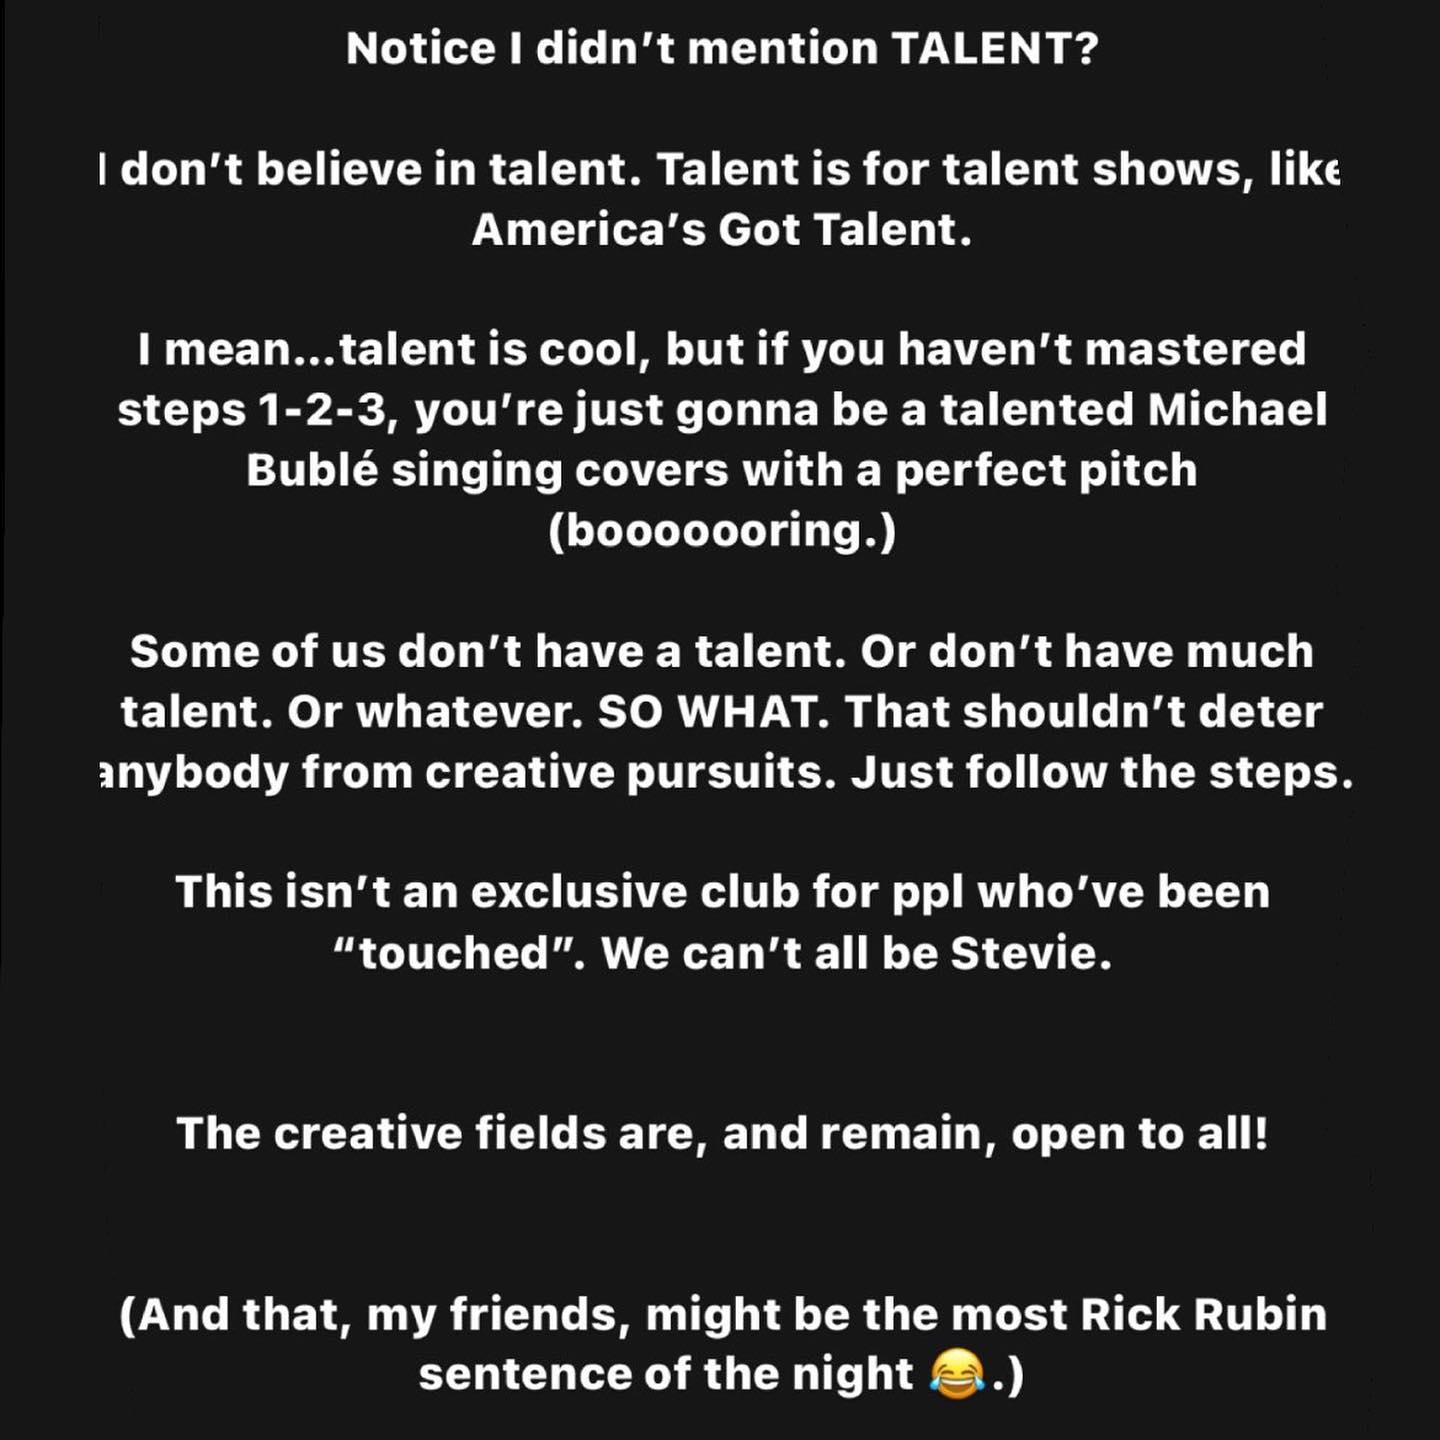 Notice I didn’t mention TALENT?
I don’t believe in talent. Talent is for talent shows, like
America’s Got Talent.
I mean...talent is cool, but if you haven’t mastered
steps 1-2-3, you’re just gonna be a talented Michael
Bublé singing covers with a perfect pitch
(booooooring.)
Some of us don’t have a talent. Or don’t have much
talent. Or whatever. SO WHAT. That shouldn’t deter
anybody from creative pursuits. Just follow the steps.
This isn’t an exclusive club for ppl who’ve been
“touched”. We can’t all be Stevie.
The creative fields are, and remain, open to all!
(And that, my friends, might be the most Rick Rubin
sentence of the night 😂.)